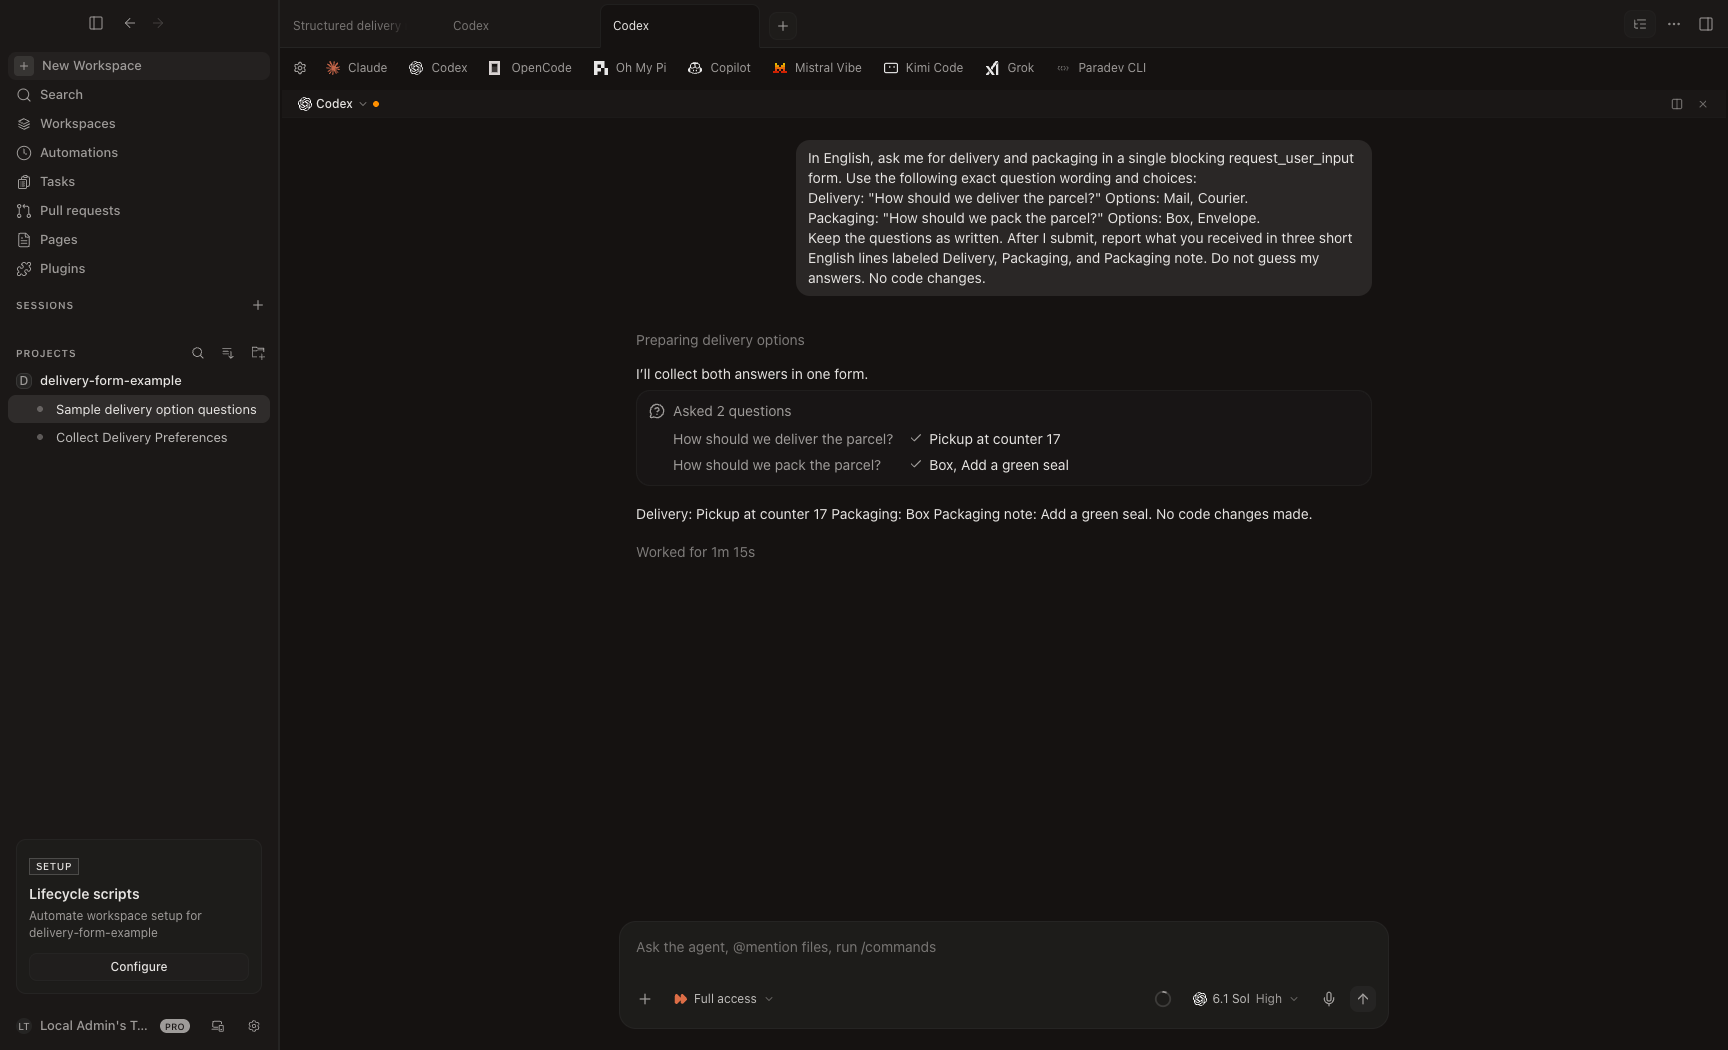 Structured delivery
Codex
Codex
New Workspace
Search
Workspaces
Automations
Tasks
Pull requests
Pages
Plugins
SESSIONS
PROJECTS
D delivery-form-example
Sample delivery option questions
Collect Delivery Preferences
SETUP
Lifecycle scripts
Automate workspace setup for
delivery-form-example
Configure
LT Local Admin's T... PRO
Claude Codex OpenCode Oh My Pi Copilot Mistral Vibe Kimi Code Grok Paradev CLI
Codex
In English, ask me for delivery and packaging in a single blocking request_user_input
form. Use the following exact question wording and choices:
Delivery: "How should we deliver the parcel?" Options: Mail, Courier.
Packaging: "How should we pack the parcel?" Options: Box, Envelope.
Keep the questions as written. After I submit, report what you received in three short
English lines labeled Delivery, Packaging, and Packaging note. Do not guess my
answers. No code changes.
Preparing delivery options
I’ll collect both answers in one form.
Asked 2 questions
How should we deliver the parcel? Pickup at counter 17
How should we pack the parcel? Box, Add a green seal
Delivery: Pickup at counter 17 Packaging: Box Packaging note: Add a green seal. No code changes made.
Worked for 1m 15s
Ask the agent, @mention files, run /commands
Full access
6.1 Sol High